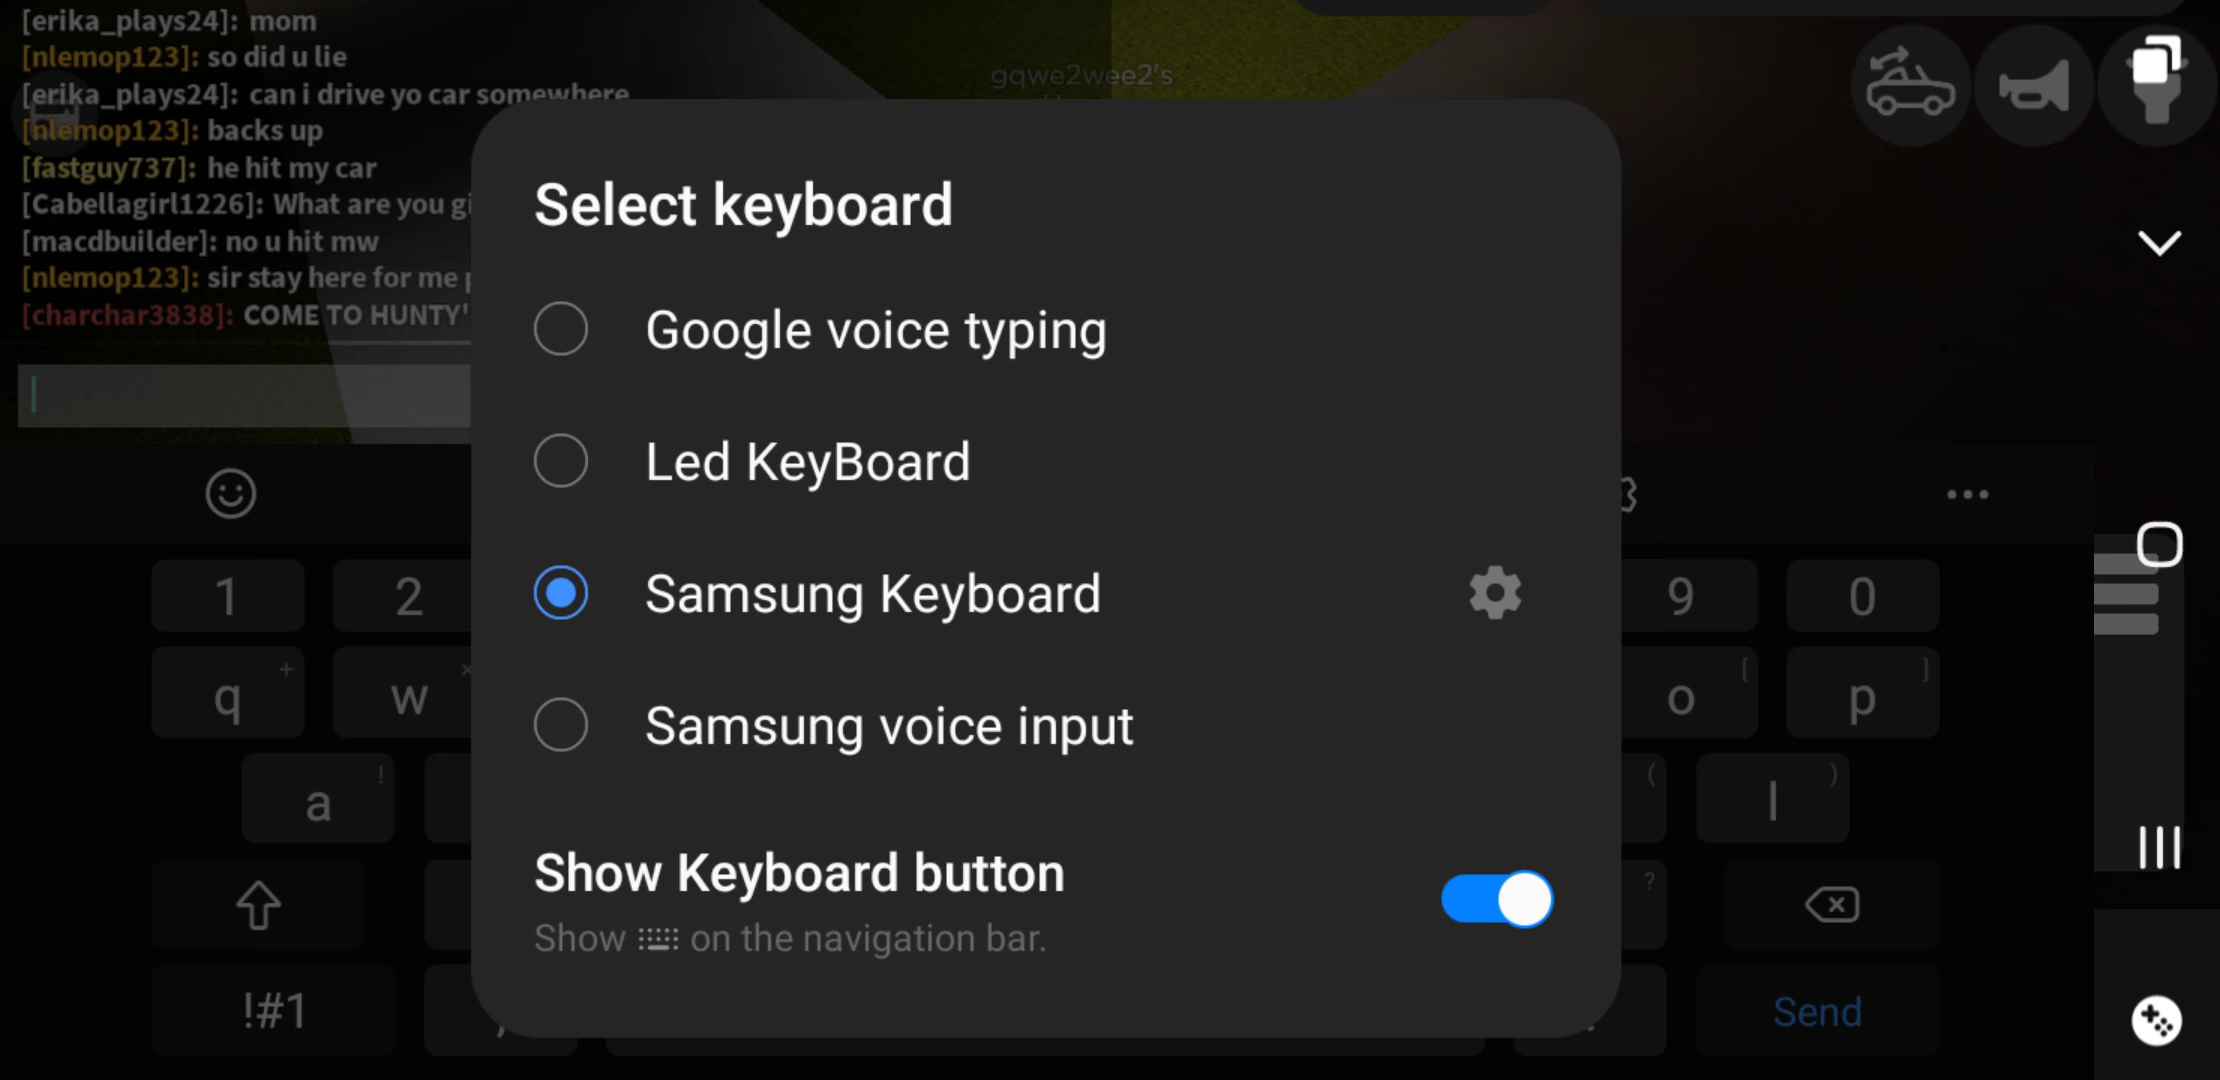 [erika_plays24]: mom
[nlemop123]: so did u lie
[erika_plays24]: can i drive yo car somewhere
[nlemop123]: backs up
[fastguy737]: he hit my car
[Cabellagirl1226]: What are you gi
[macdbuilder]: no u hit mw
[nlemop123]: sir stay here for me
[charchar3838]: COME TO HUNTY'
gqwe2wee2's
Select keyboard
Google voice typing
Led KeyBoard
Samsung Keyboard
Samsung voice input
Show Keyboard button
Show on the navigation bar.
1 2 9 0
q + w × o [ p ]
a ! ( l )
? 
!#1 , . Send